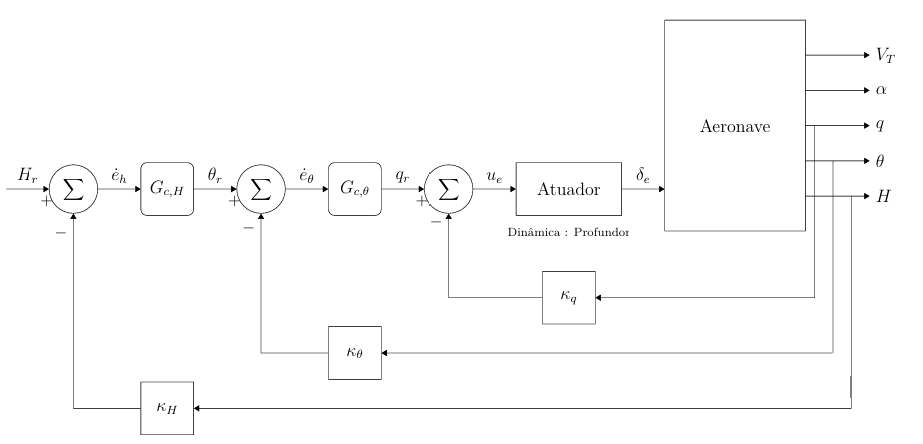 V_T
α
Aeronave
q
θ
H
H_r
+
−
Σ
ė_h
G_{c,H}
θ_r
+
−
Σ
ė_θ
G_{c,θ}
q_r
+
−
Σ
u_e
Atuador
δ_e
Dinâmica : Profundor
κ_q
κ_θ
κ_H